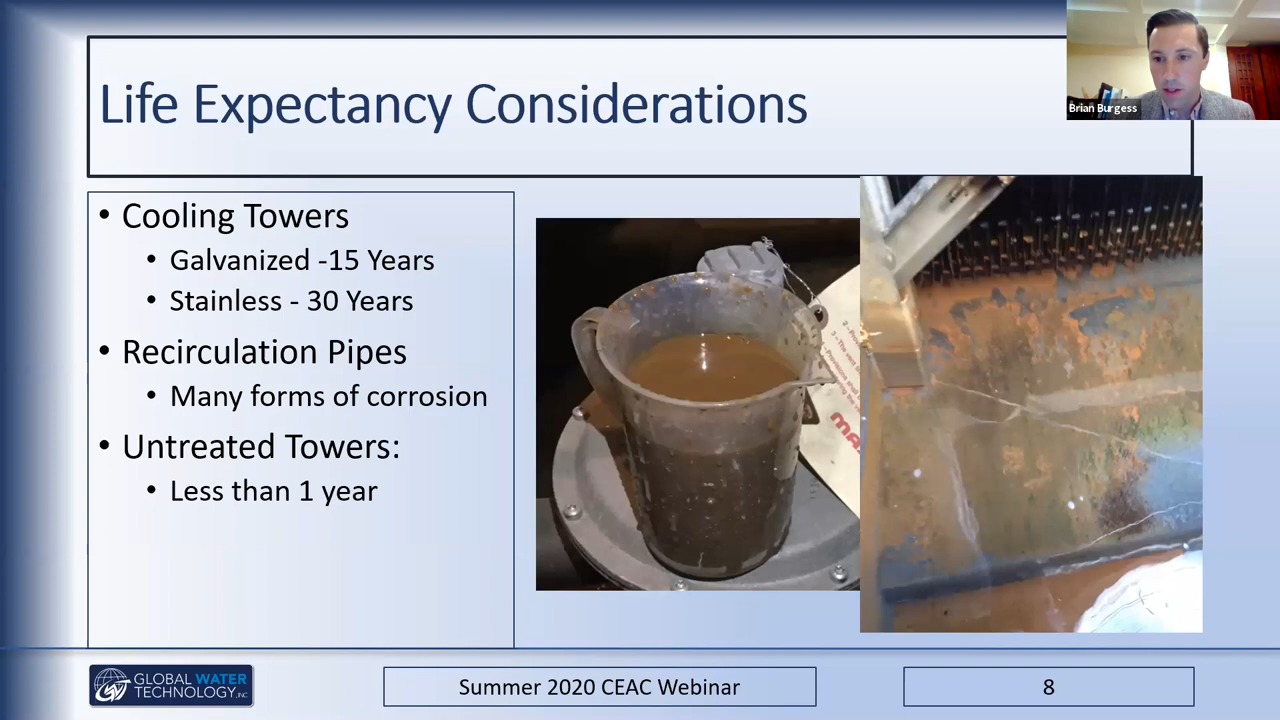 Life Expectancy Considerations
Brian Burgess
• Cooling Towers
• Galvanized -15 Years
• Stainless - 30 Years
• Recirculation Pipes
• Many forms of corrosion
• Untreated Towers:
• Less than 1 year
GLOBAL WATER
TECHNOLOGY, INC
Summer 2020 CEAC Webinar
8